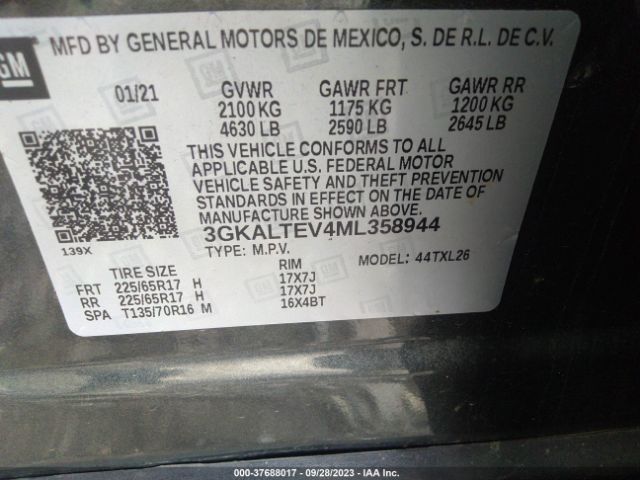 GM
MFD BY GENERAL MOTORS DE MEXICO, S. DE R.L. DE C.V.
01/21 GVWR GAWR FRT GAWR RR
2100 KG 1175 KG 1200 KG
4630 LB 2590 LB 2645 LB
THIS VEHICLE CONFORMS TO ALL
APPLICABLE U.S. FEDERAL MOTOR
VEHICLE SAFETY AND THEFT PREVENTION
STANDARDS IN EFFECT ON THE DATE OF
MANUFACTURE SHOWN ABOVE.
139X
3GKALTEV4ML358944
TYPE: M.P.V. MODEL: 44TXL26
TIRE SIZE RIM
FRT 225/65R17 H 17X7J
RR 225/65R17 H 17X7J
SPA T135/70R16 M 16X4BT
000-37688017 - 09/28/2023 - IAA Inc.